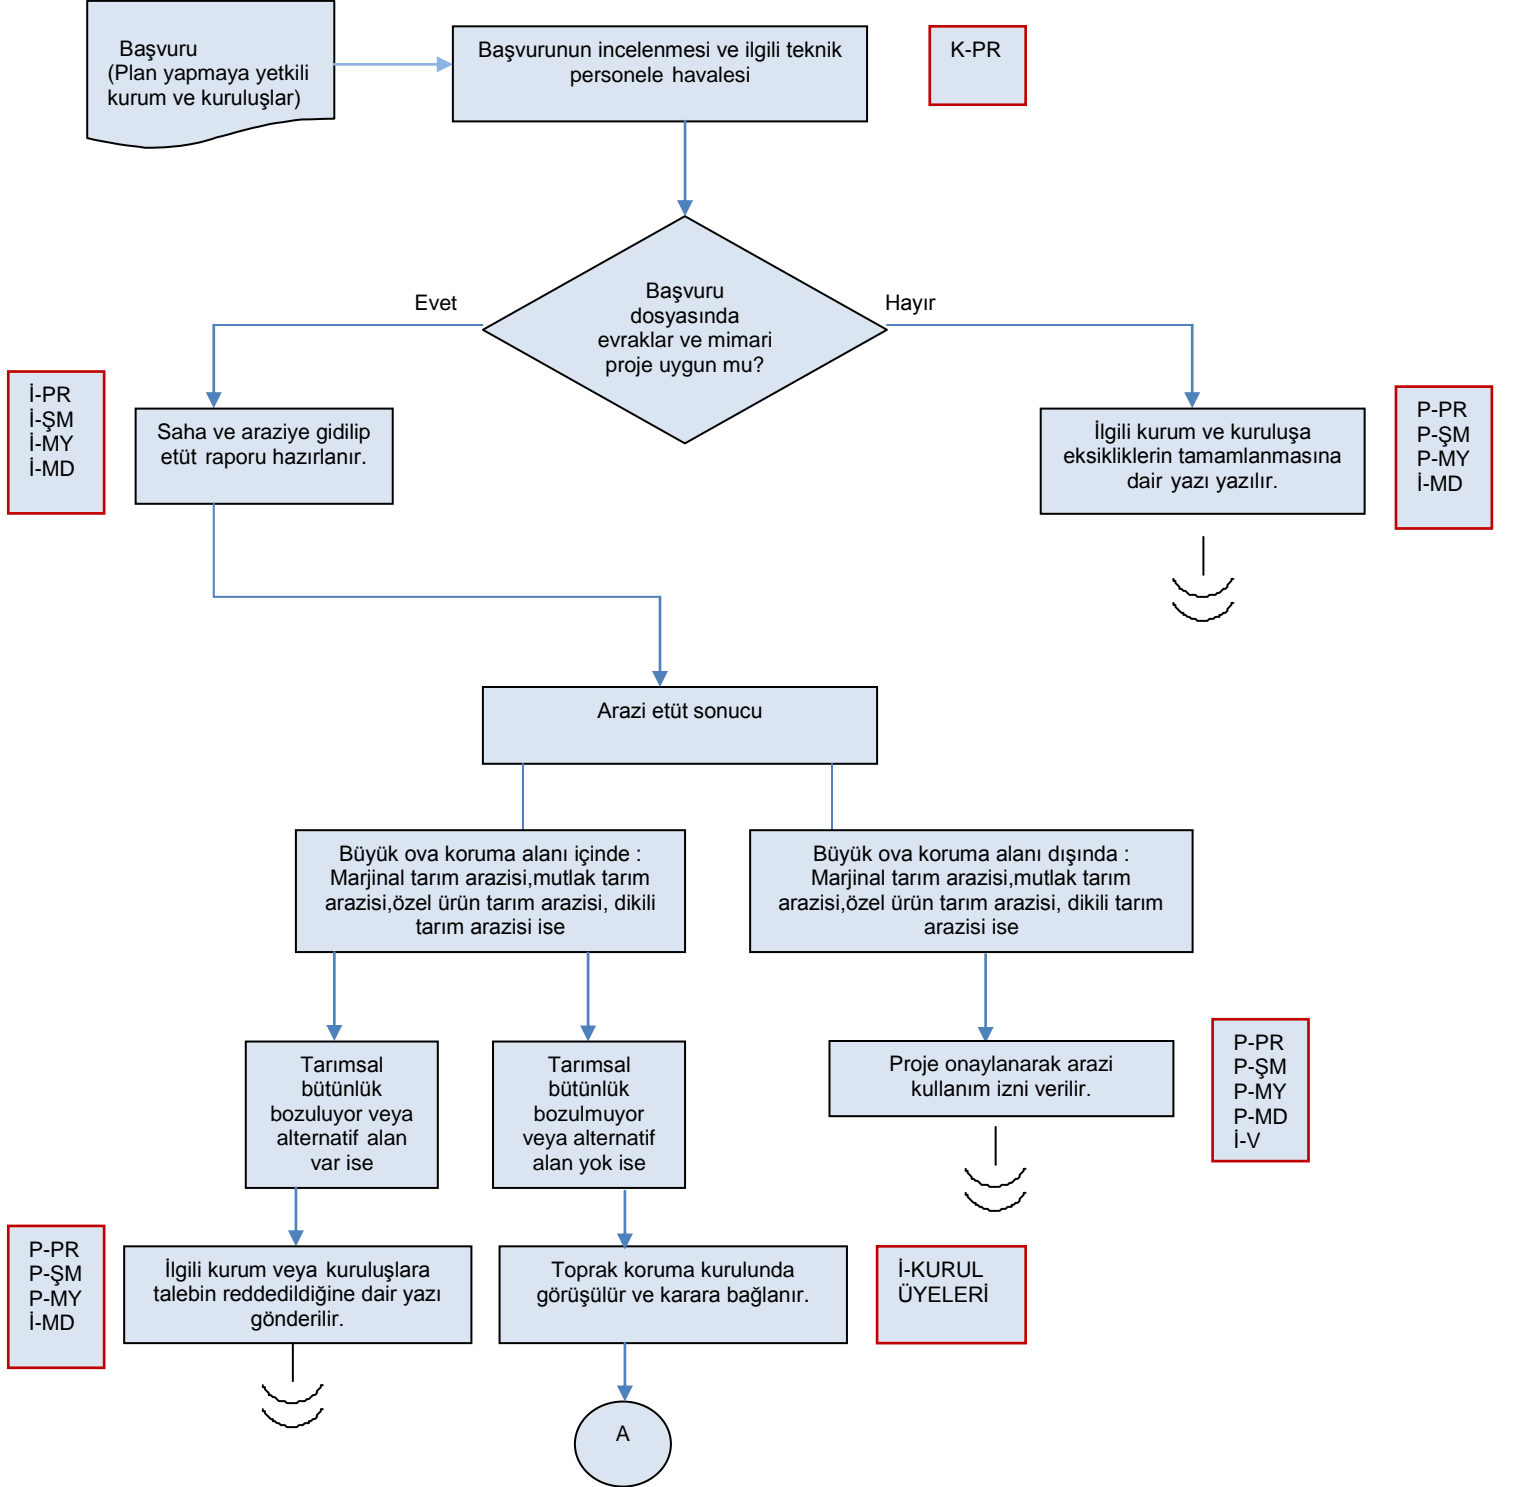 Başvuru
(Plan yapmaya yetkili
kurum ve kuruluşlar)
Başvurunun incelenmesi ve ilgili teknik
personele havalesi
K-PR
Başvuru
dosyasında
evraklar ve mimari
proje uygun mu?
Evet
Hayır
İ-PR
İ-ŞM
İ-MY
İ-MD
Saha ve araziye gidilip
etüt raporu hazırlanır.
İlgili kurum ve kuruluşa
eksikliklerin tamamlanmasına
dair yazı yazılır.
P-PR
P-ŞM
P-MY
İ-MD
Arazi etüt sonucu
Büyük ova koruma alanı içinde :
Marjinal tarım arazisi,mutlak tarım
arazisi,özel ürün tarım arazisi, dikili
tarım arazisi ise
Büyük ova koruma alanı dışında :
Marjinal tarım arazisi,mutlak tarım
arazisi,özel ürün tarım arazisi, dikili tarım
arazisi ise
Tarımsal
bütünlük
bozuluyor veya
alternatif alan
var ise
Tarımsal
bütünlük
bozulmuyor
veya alternatif
alan yok ise
Proje onaylanarak arazi
kullanım izni verilir.
P-PR
P-ŞM
P-MY
P-MD
İ-V
P-PR
P-ŞM
P-MY
İ-MD
İlgili kurum veya kuruluşlara
talebin reddedildiğine dair yazı
gönderilir.
Toprak koruma kurulunda
görüşülür ve karara bağlanır.
İ-KURUL
ÜYELERİ
A